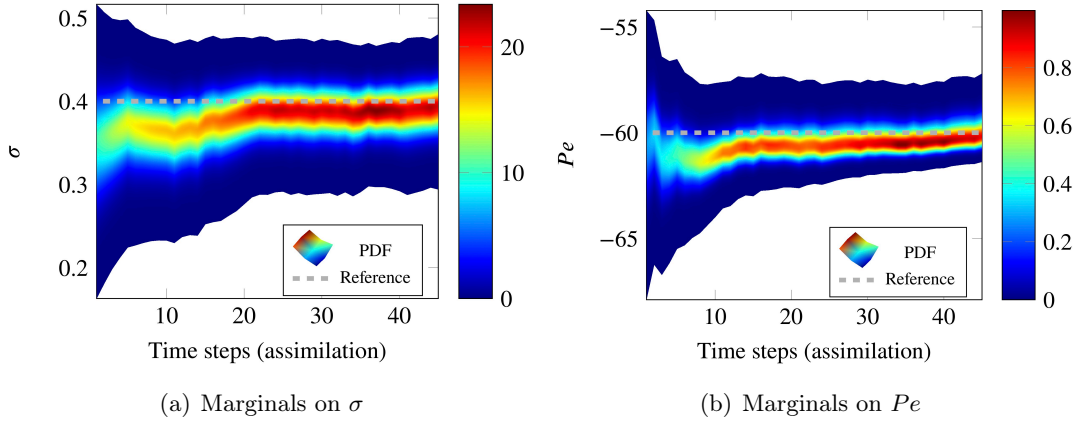 0.5
0.4
0.3
0.2
σ
10
20
30
40
Time steps (assimilation)
PDF
Reference
20
10
0
(a) Marginals on σ
−55
−60
−65
Pe
10
20
30
40
Time steps (assimilation)
PDF
Reference
0.8
0.6
0.4
0.2
0
(b) Marginals on Pe